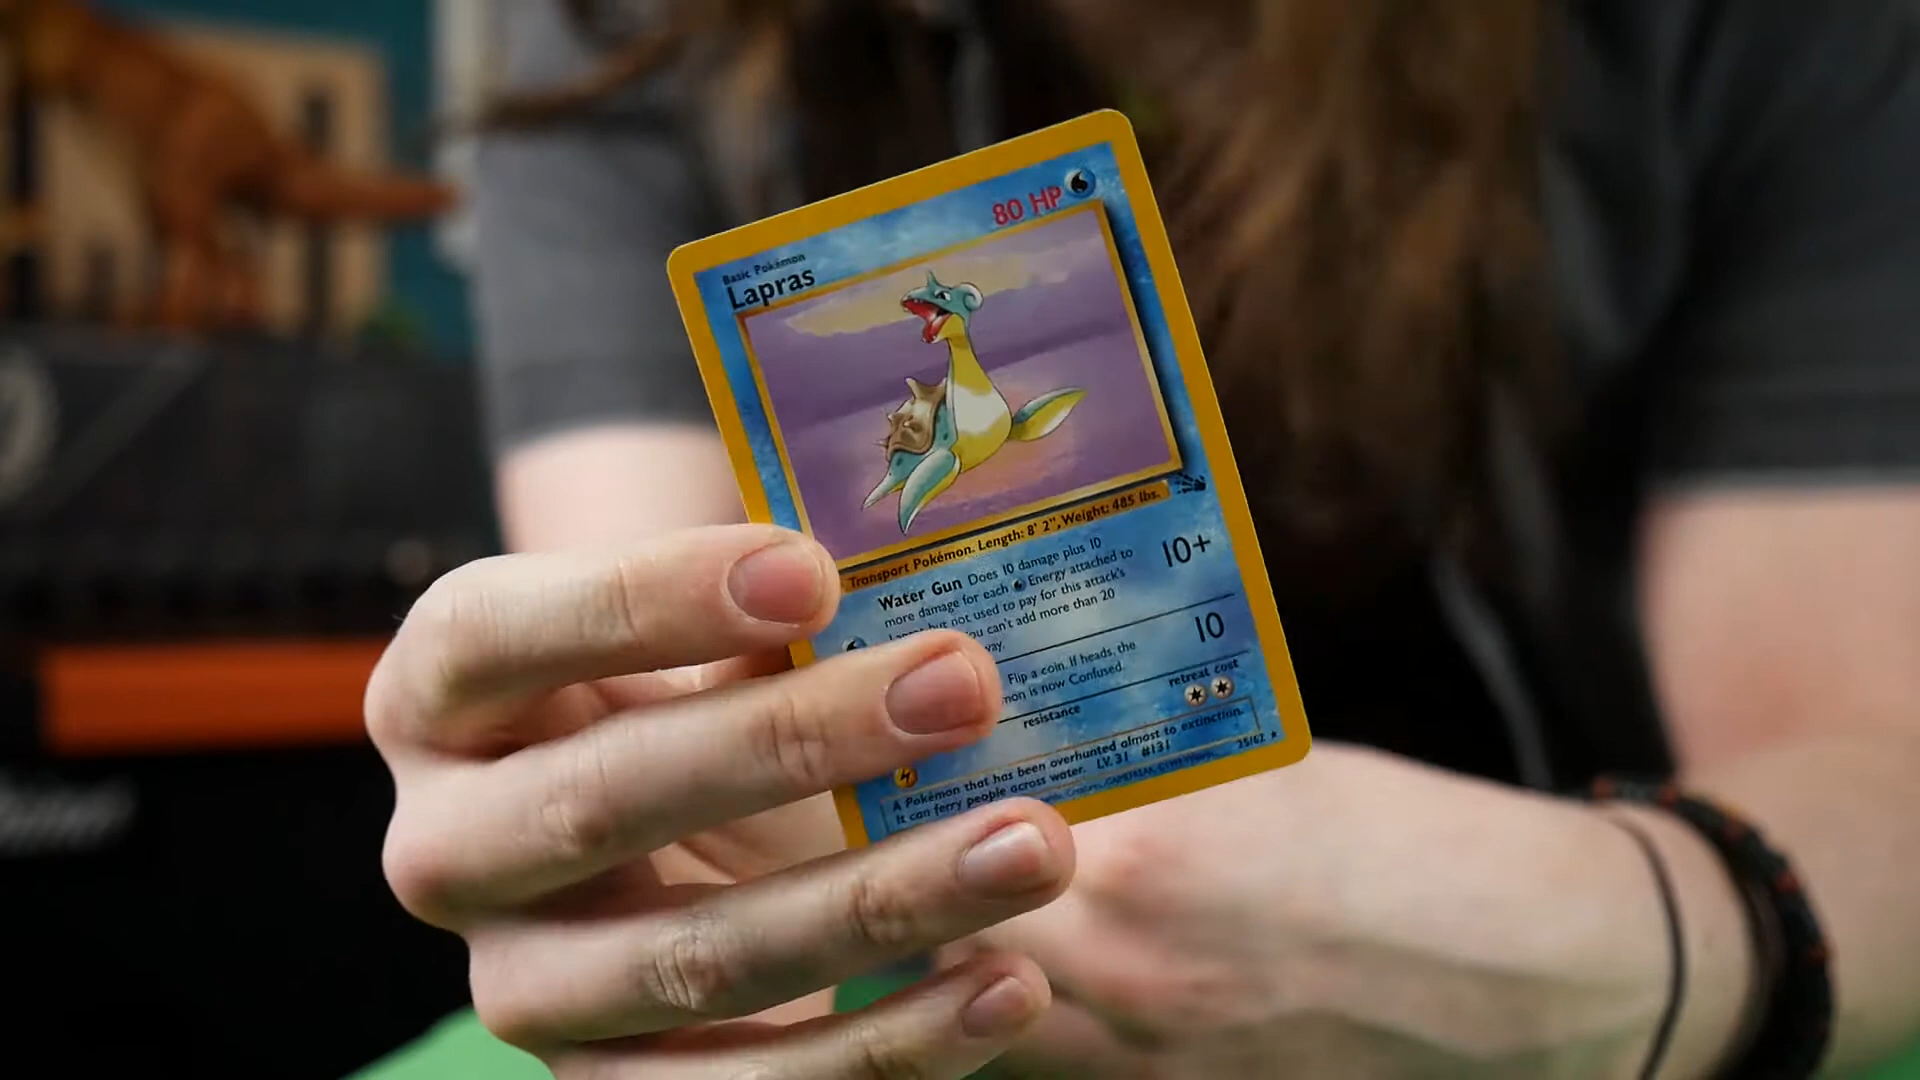 80 HP
Basic Pokémon
Lapras
Transport Pokémon. Length: 8' 2", Weight: 485 lbs.
Water Gun Does 10 damage plus 10
more damage for each Energy attached to
but not used to pay for this attack's
can't add more than 20
10+
Flip a coin. If heads, the
is now Confused.
10
resistance
retreat cost
A Pokémon that has been overhunted almost to extinction.
It can ferry people across water. LV. 31 #131
25/62